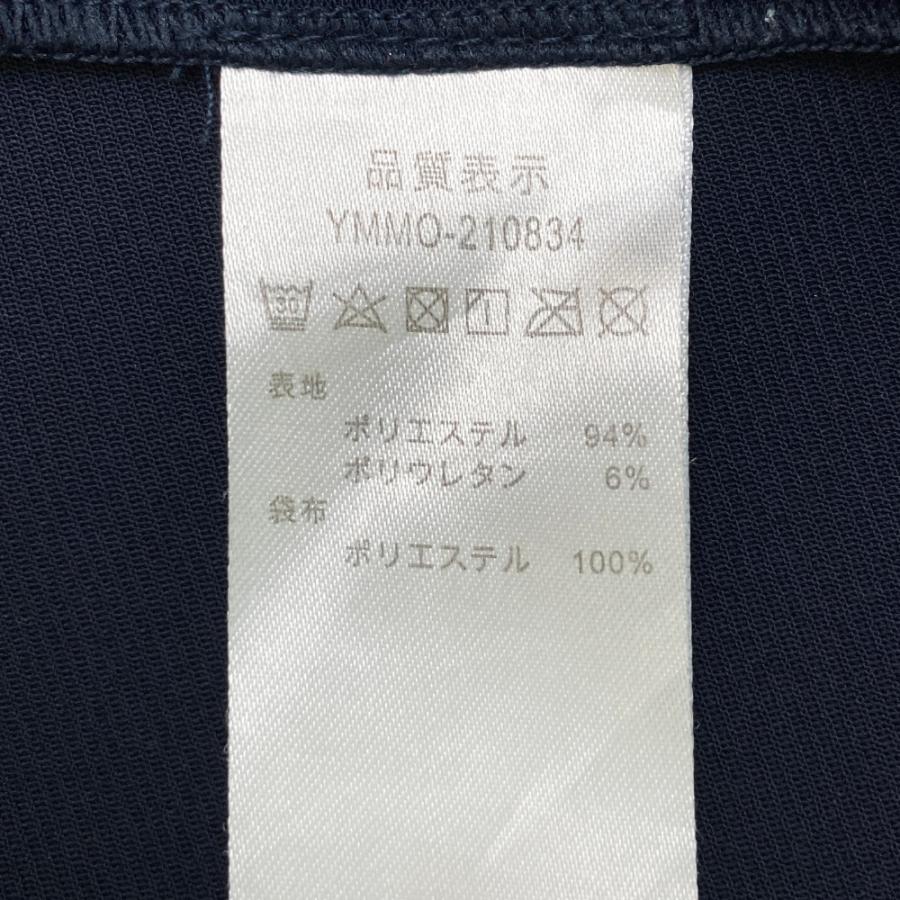 品質表示
YMMO-210834
30
表地
ポリエステル 94%
ポリウレタン 6%
袋布
ポリエステル 100%